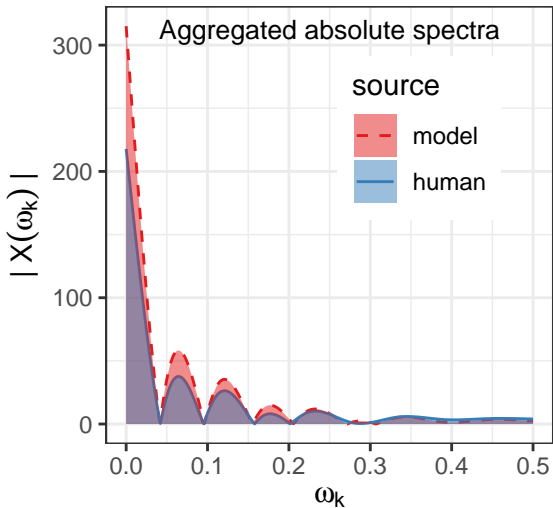 Aggregated absolute spectra
source
model
human
| X(ωk) |
300
200
100
0
0.0 0.1 0.2 0.3 0.4 0.5
ωk